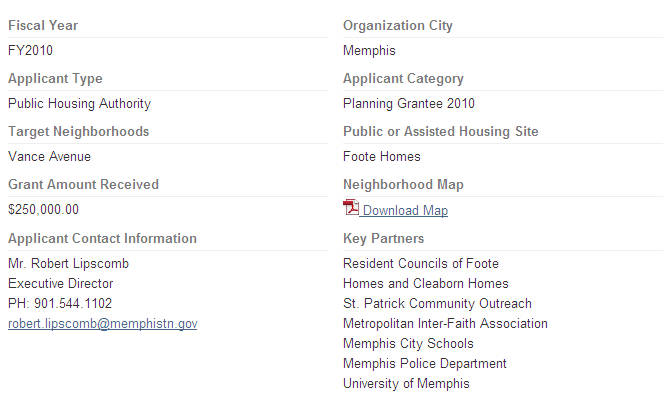 Fiscal Year
FY2010
Organization City
Memphis
Applicant Type
Public Housing Authority
Applicant Category
Planning Grantee 2010
Target Neighborhoods
Vance Avenue
Public or Assisted Housing Site
Foote Homes
Grant Amount Received
$250,000.00
Neighborhood Map
Download Map
Applicant Contact Information
Mr. Robert Lipscomb
Executive Director
PH: 901.544.1102
robert.lipscomb@memphistn.gov
Key Partners
Resident Councils of Foote
Homes and Cleaborn Homes
St. Patrick Community Outreach
Metropolitan Inter-Faith Association
Memphis City Schools
Memphis Police Department
University of Memphis